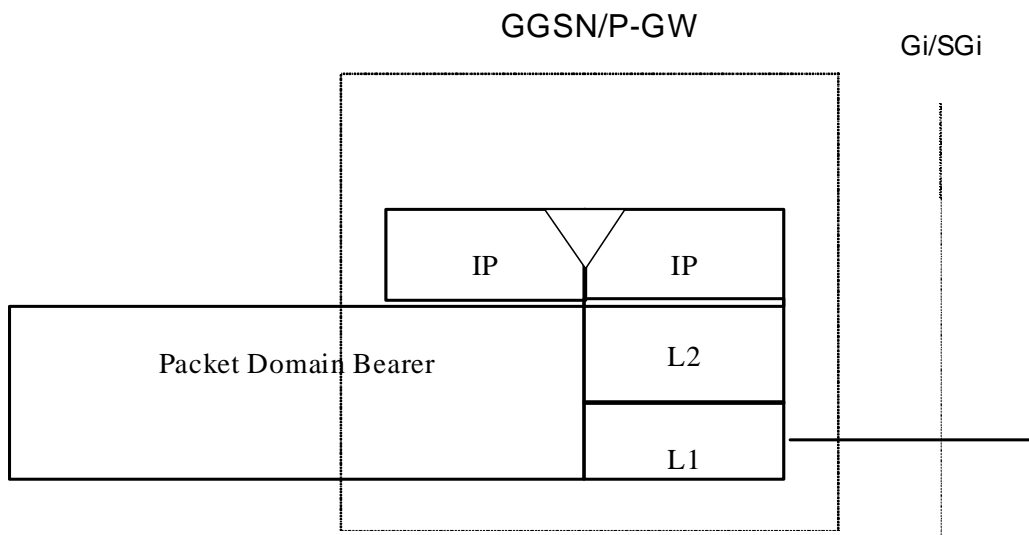 GGSN/P-GW
Gi/SGi
IP
IP
Packet Domain Bearer
L2
L1